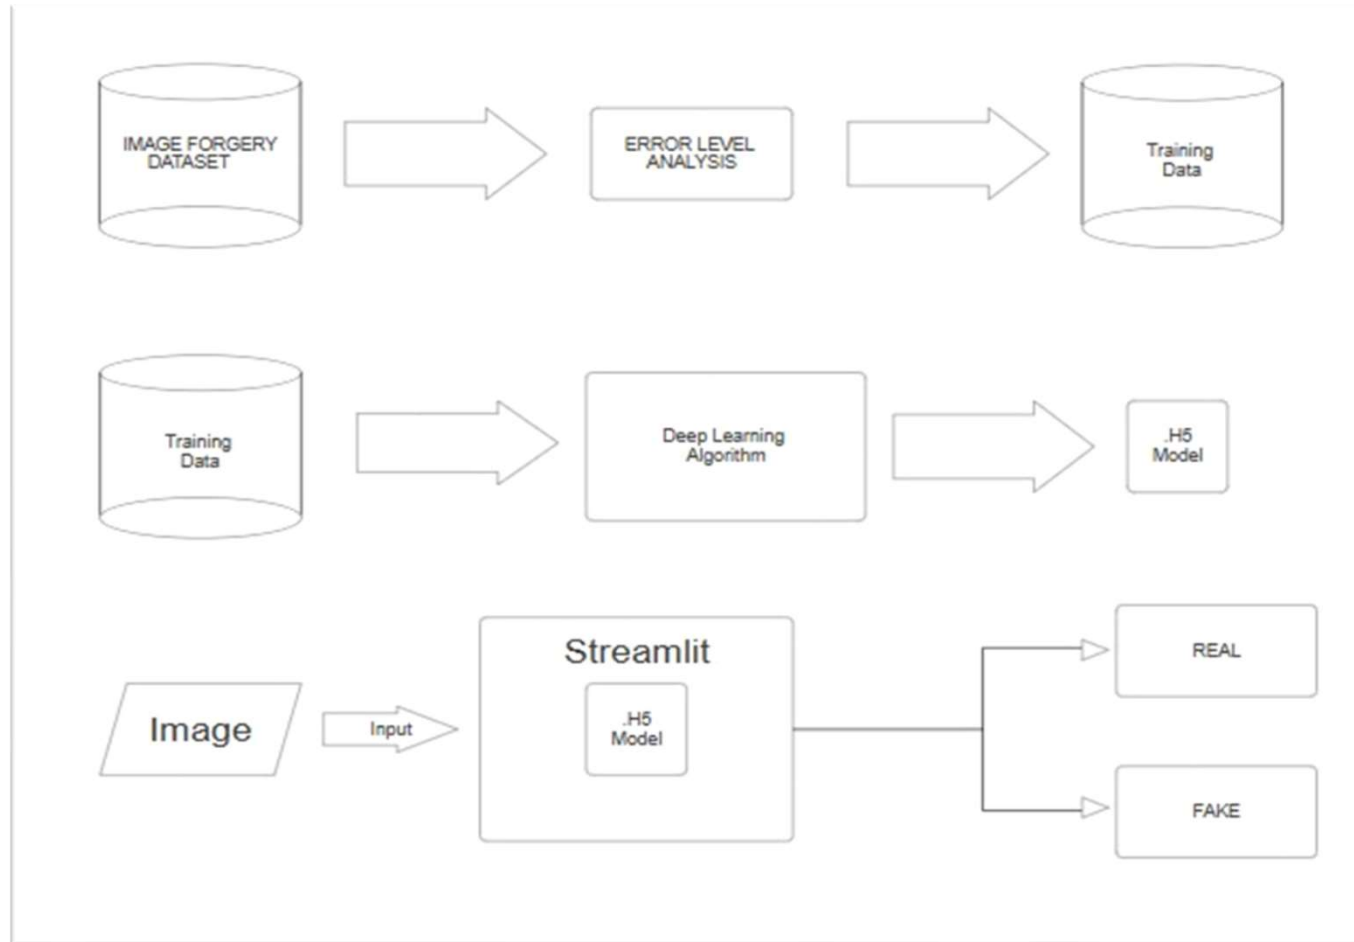 IMAGE FORGERY
DATASET
ERROR LEVEL
ANALYSIS
Training
Data
Training
Data
Deep Learning
Algorithm
.H5
Model
Image
Input
Streamlit
.H5
Model
REAL
FAKE